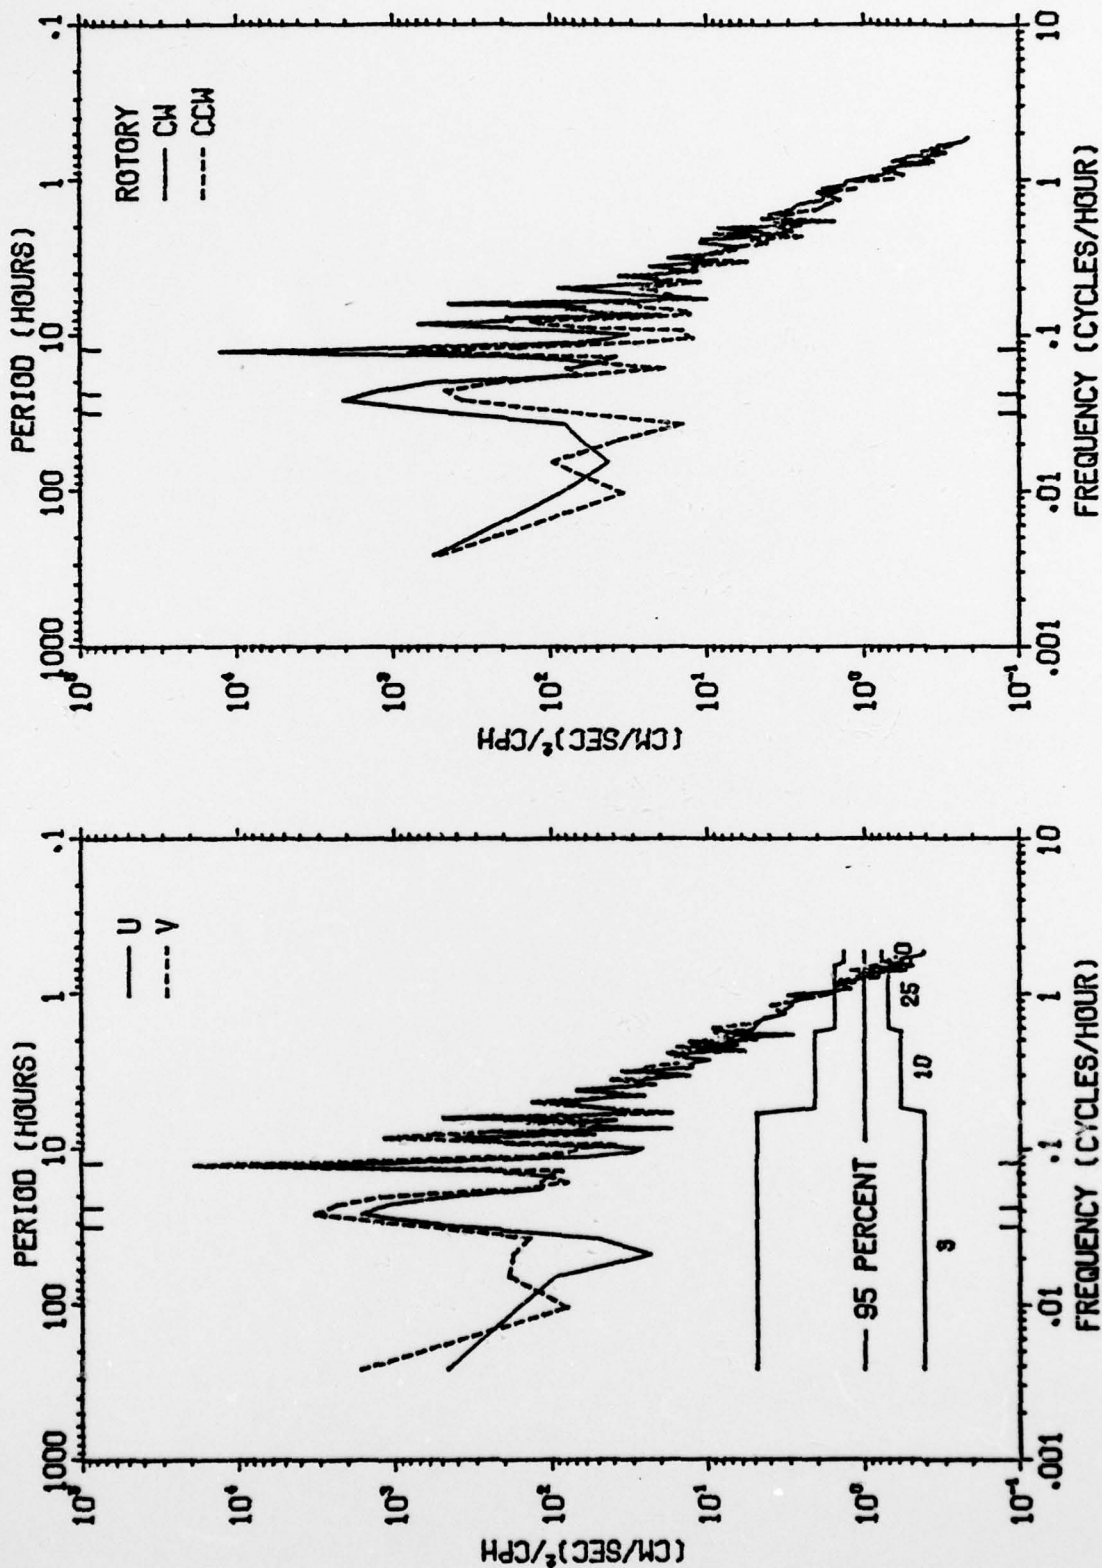 PERIOD (HOURS)
1000 100 10 1 .1
10⁵
10⁴
10³
10²
10¹
10⁰
10⁻¹
(CM/SEC)²/CPH
U
V
95 PERCENT
3
10
25
.001 .01 .1 1 10
FREQUENCY (CYCLES/HOUR)
PERIOD (HOURS)
1000 100 10 1 .1
10⁵
10⁴
10³
10²
10¹
10⁰
10⁻¹
(CM/SEC)²/CPH
ROTORY
CW
CCW
.001 .01 .1 1 10
FREQUENCY (CYCLES/HOUR)